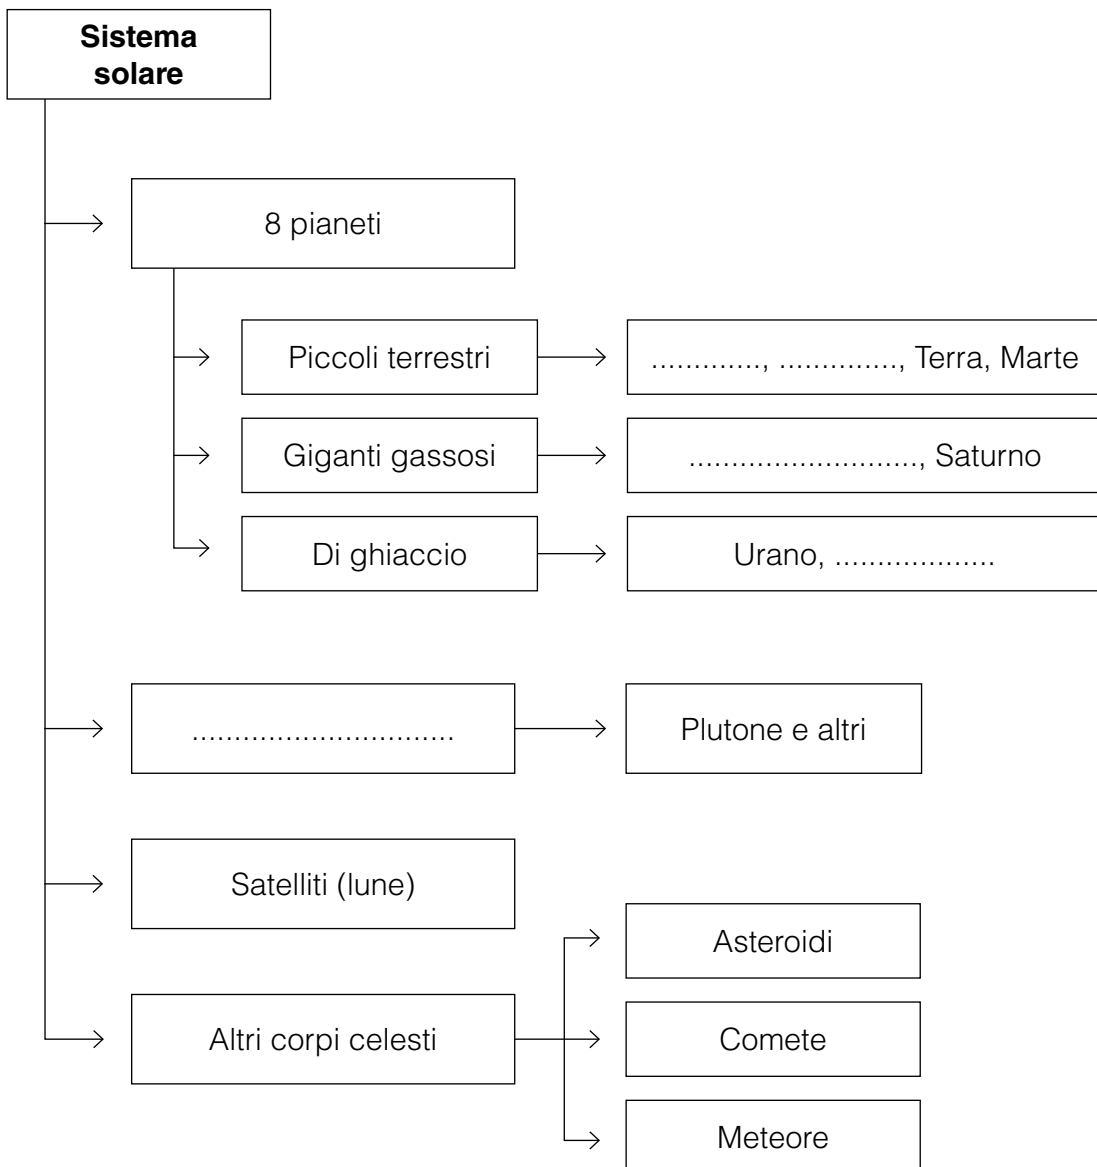 Sistema
solare
8 pianeti
Piccoli terrestri
............., .............., Terra, Marte
Giganti gassosi
..........................., Saturno
Di ghiaccio
Urano, ...................
...............................
Plutone e altri
Satelliti (lune)
Asteroidi
Altri corpi celesti
Comete
Meteore